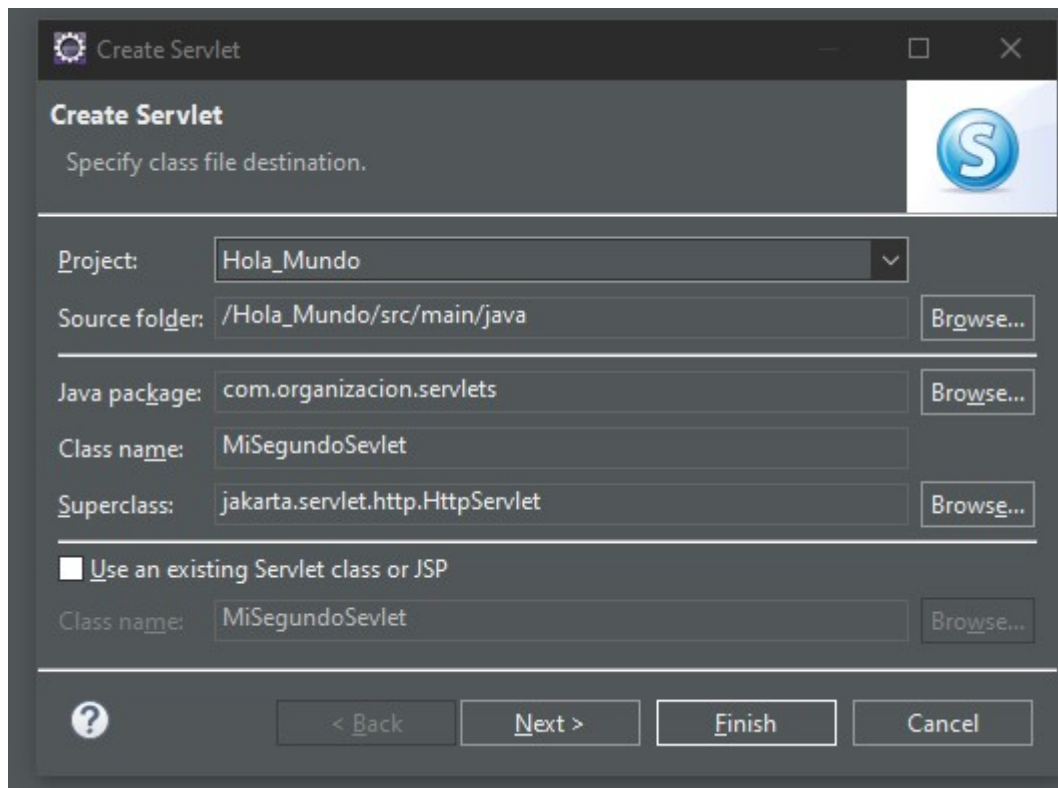 Create Servlet
Create Servlet
Specify class file destination.
Project: Hola_Mundo
Source folder: /Hola_Mundo/src/main/java Browse...
Java package: com.organizacion.servlets Browse...
Class name: MiSegundoSevlet
Superclass: jakarta.servlet.http.HttpServlet Browse...
Use an existing Servlet class or JSP
Class name: MiSegundoSevlet Browse...
? < Back Next > Finish Cancel